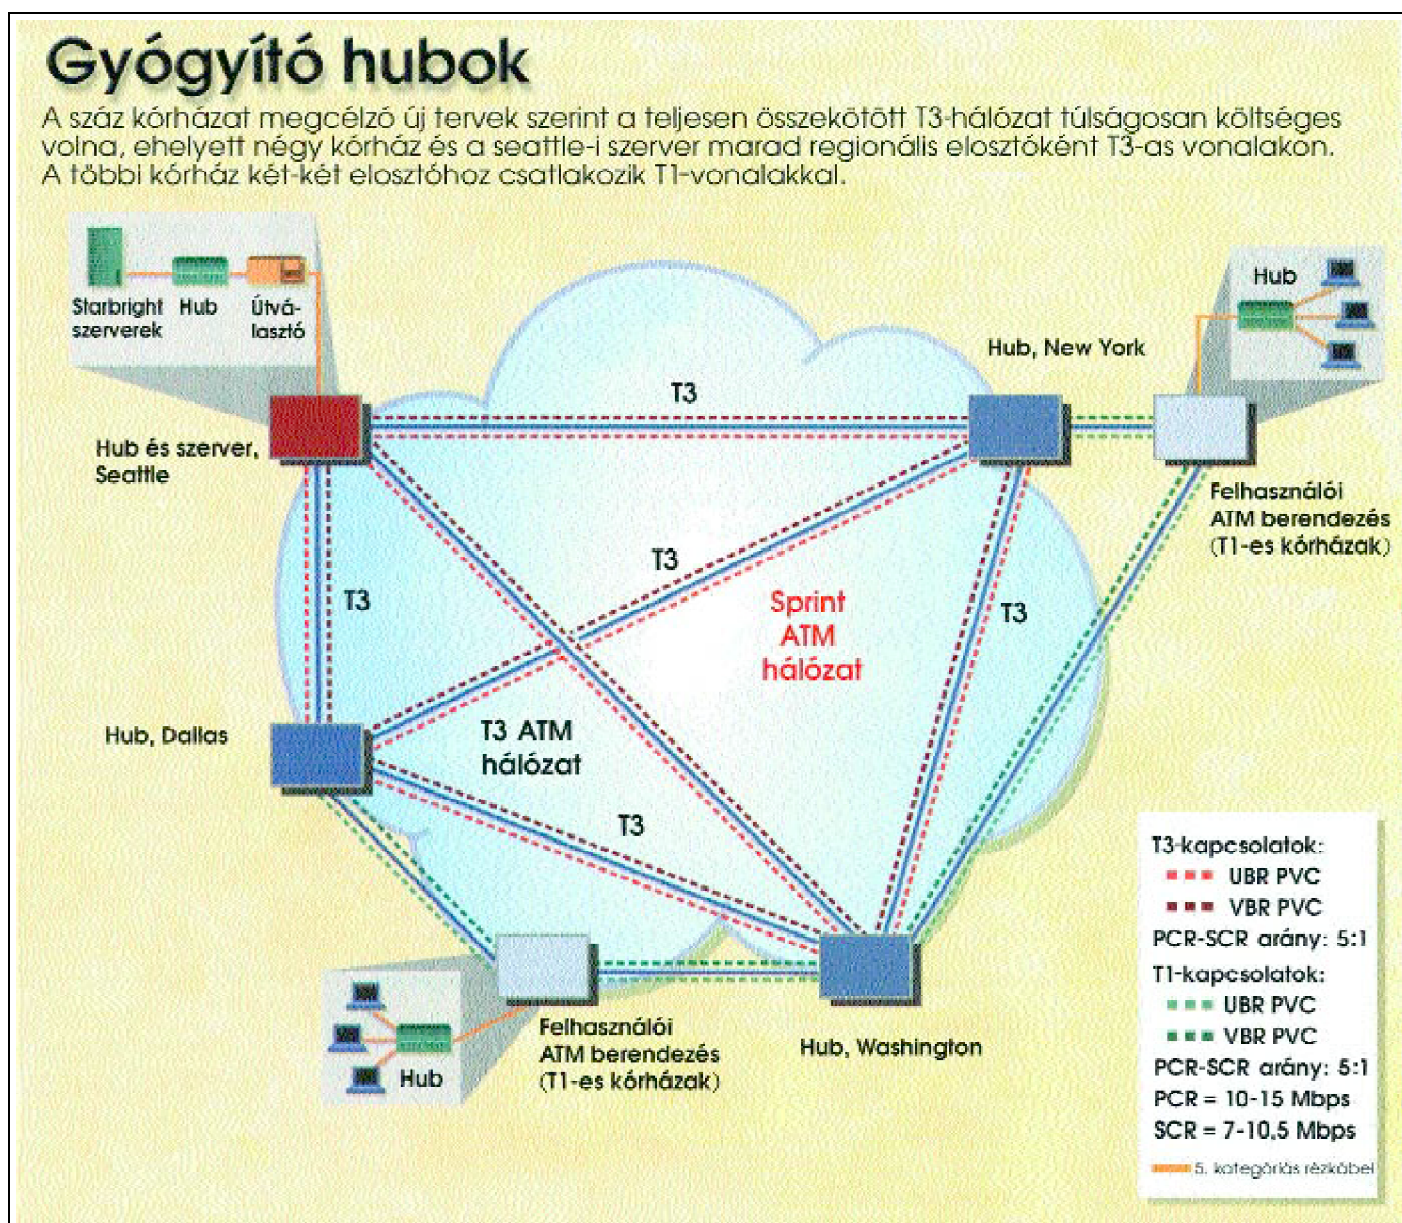 Gyógyító hubok
A száz kórházat megcélzó új tervek szerint a teljesen összekötött T3-hálózat túlságosan költséges
volna, ehelyett négy kórház és a seattle-i szerver marad regionális elosztóként T3-as vonalakon.
A többi kórház két-két elosztóhoz csatlakozik T1-vonalakkal.
Starbright
szerverek
Hub
Útvá-
lasztó
Hub
Hub, New York
T3
Hub és szerver,
Seattle
Felhasználói
ATM berendezés
(T1-es kórházak)
T3
T3
T3
Sprint
ATM
hálózat
Hub, Dallas
T3 ATM
hálózat
T3
T3-kapcsolatok:
UBR PVC
VBR PVC
PCR-SCR arány: 5:1
T1-kapcsolatok:
UBR PVC
VBR PVC
PCR-SCR arány: 5:1
PCR = 10-15 Mbps
SCR = 7-10,5 Mbps
5. kategóriás rézkábel
Hub
Felhasználói
ATM berendezés
(T1-es kórházak)
Hub, Washington